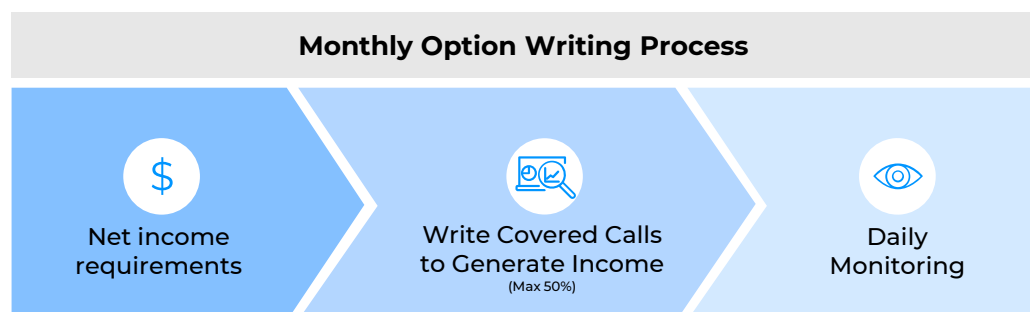 Monthly Option Writing Process
$
Net income
requirements
Write Covered Calls
to Generate Income
(Max 50%)
Daily
Monitoring